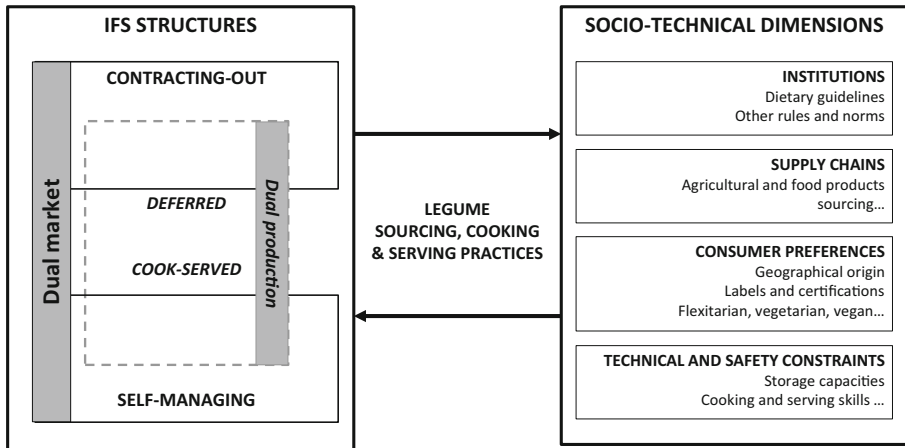 IFS STRUCTURES
CONTRACTING-OUT
Dual market
DEFERRED
COOK-SERVED
Dual production
SELF-MANAGING
LEGUME
SOURCING, COOKING
& SERVING PRACTICES
SOCIO-TECHNICAL DIMENSIONS
INSTITUTIONS
Dietary guidelines
Other rules and norms
SUPPLY CHAINS
Agricultural and food products
sourcing...
CONSUMER PREFERENCES
Geographical origin
Labels and certifications
Flexitarian, vegetarian, vegan...
TECHNICAL AND SAFETY CONSTRAINTS
Storage capacities
Cooking and serving skills ...